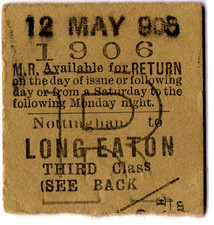 12 MAY 906
1906
M.R. Available for RETURN
on the day of issue or following
day or from a Saturday to the
following Monday night.
Nottingham to
LONG EATON
THIRD Class
(SEE BACK